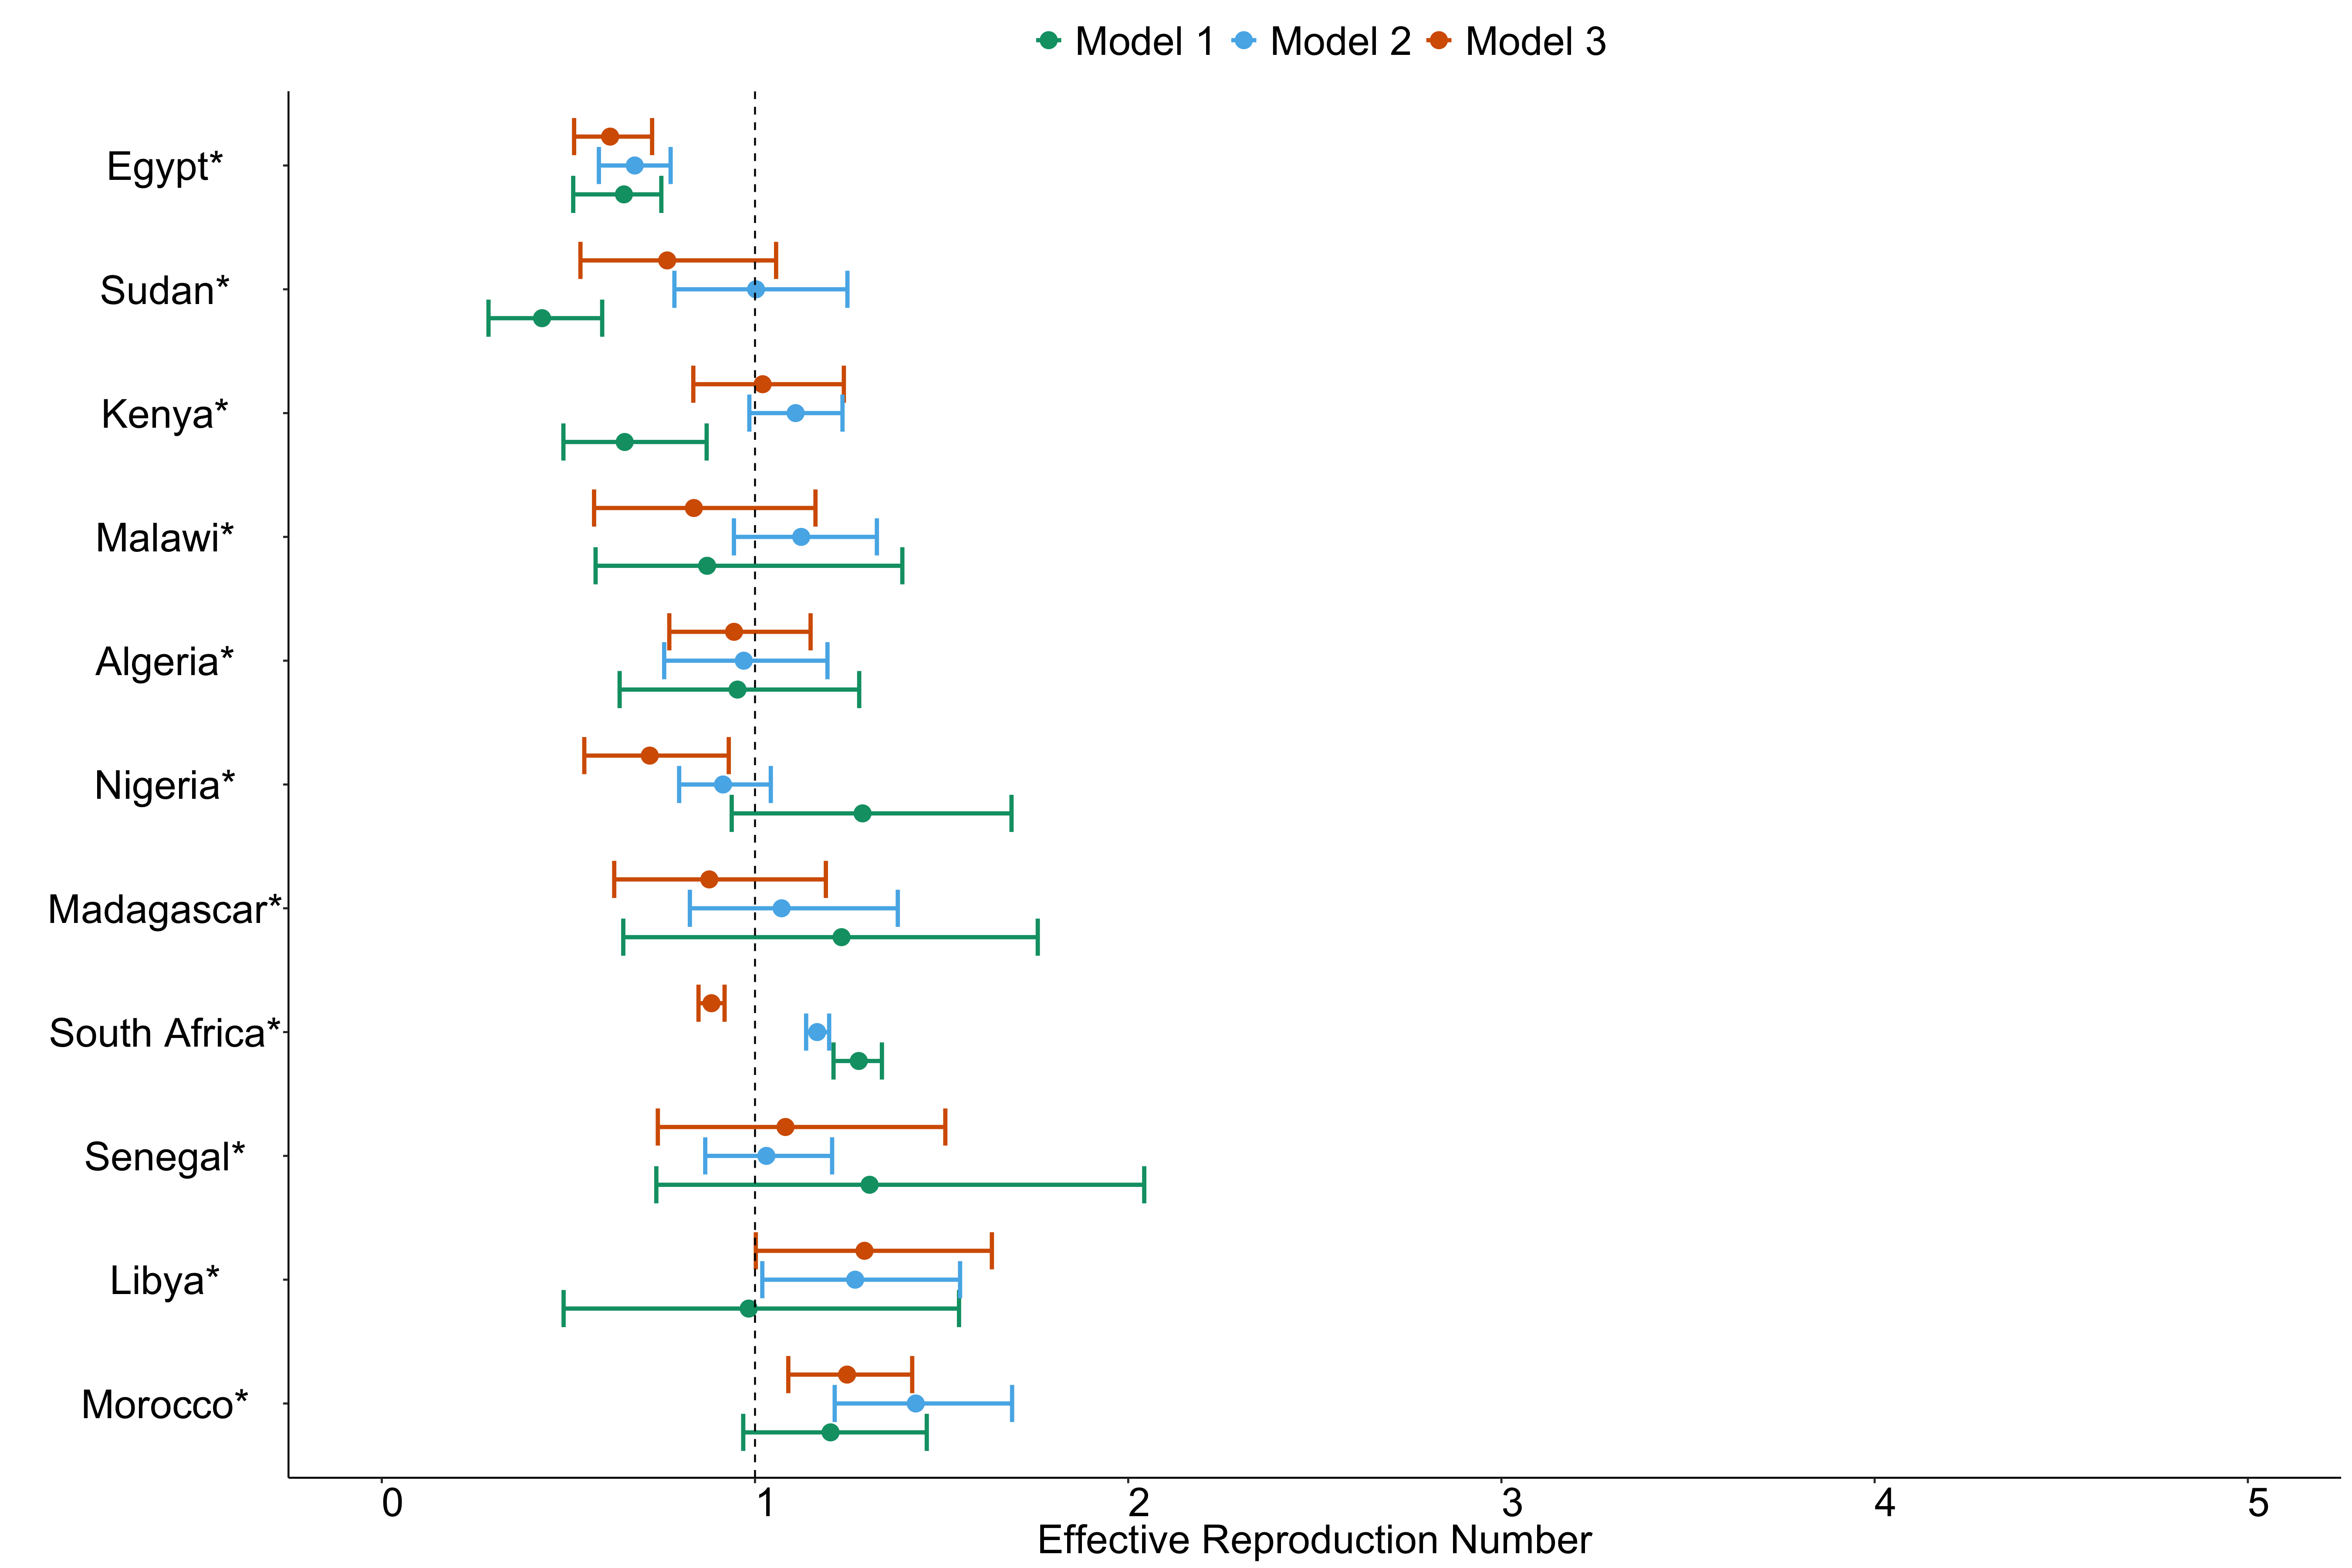 Model 1 Model 2 Model 3
Egypt*
Sudan*
Kenya*
Malawi*
Algeria*
Nigeria*
Madagascar*
South Africa*
Senegal*
Libya*
Morocco*
0 1 2 3 4 5
Effective Reproduction Number